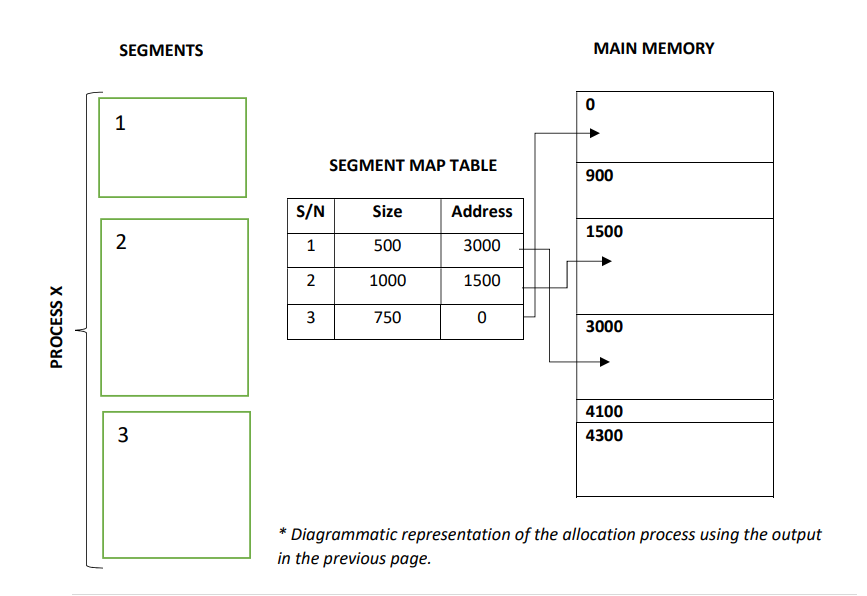 SEGMENTS
MAIN MEMORY
PROCESS X
1
2
3
SEGMENT MAP TABLE
S/N Size Address
1 500 3000
2 1000 1500
3 750 0
0
900
1500
3000
4100
4300
* Diagrammatic representation of the allocation process using the output
in the previous page.